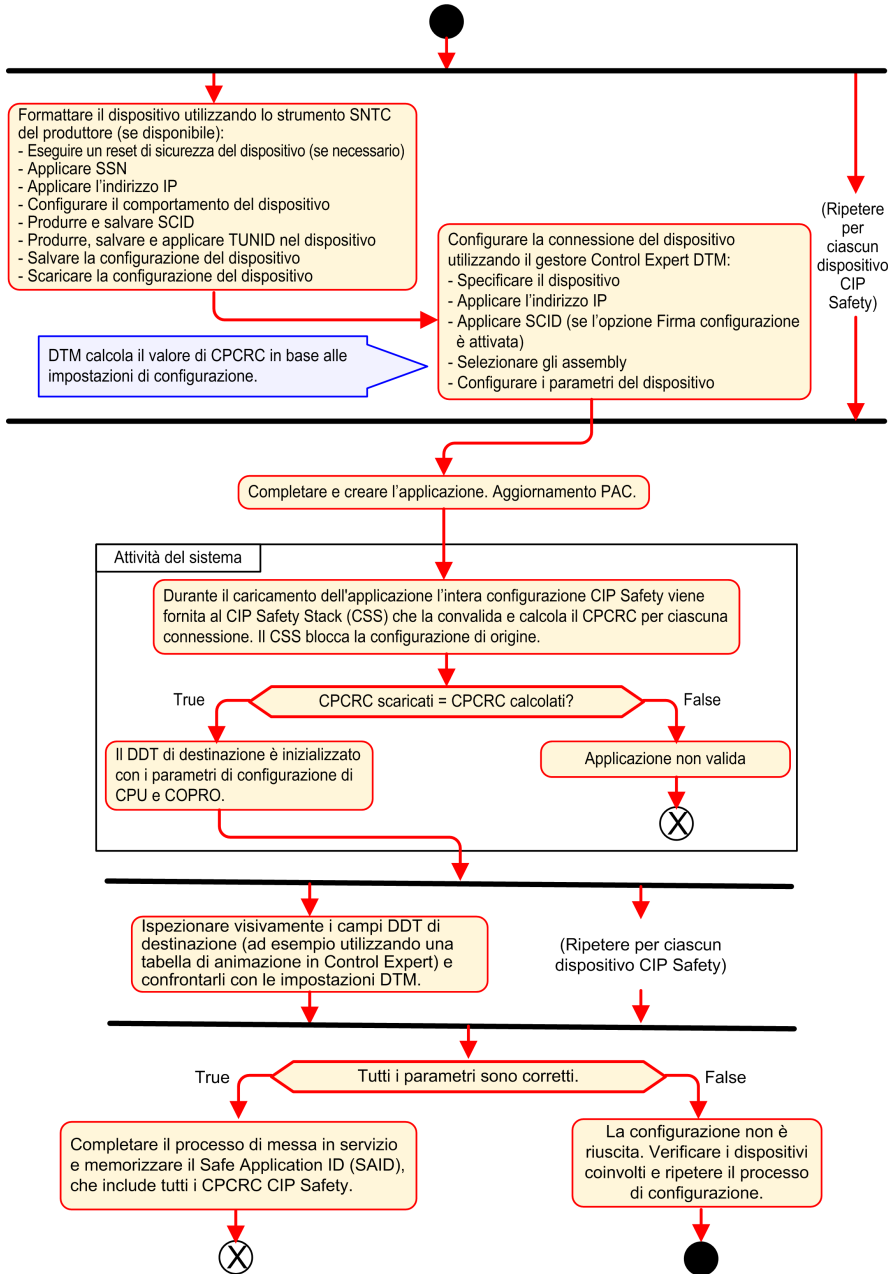 Formattare il dispositivo utilizzando lo strumento SNTC
del produttore (se disponibile):
- Eseguire un reset di sicurezza del dispositivo (se necessario)
- Applicare SSN
- Applicare l'indirizzo IP
- Configurare il comportamento del dispositivo
- Produrre e salvare SCID
- Produrre, salvare e applicare TUNID nel dispositivo
- Salvare la configurazione del dispositivo
- Scaricare la configurazione del dispositivo
(Ripetere
per
ciascun
dispositivo
CIP
Safety)
Configurare la connessione del dispositivo
utilizzando il gestore Control Expert DTM:
- Specificare il dispositivo
- Applicare l'indirizzo IP
- Applicare SCID (se l'opzione Firma configurazione
è attivata)
- Selezionare gli assembly
- Configurare i parametri del dispositivo
DTM calcola il valore di CPCRC in base alle
impostazioni di configurazione.
Completare e creare l'applicazione. Aggiornamento PAC.
Attività del sistema
Durante il caricamento dell'applicazione l'intera configurazione CIP Safety viene
fornita al CIP Safety Stack (CSS) che la convalida e calcola il CPCRC per ciascuna
connessione. Il CSS blocca la configurazione di origine.
True
CPCRC scaricati = CPCRC calcolati?
False
Il DDT di destinazione è inizializzato
con i parametri di configurazione di
CPU e COPRO.
Applicazione non valida
X
Ispezionare visivamente i campi DDT di
destinazione (ad esempio utilizzando una
tabella di animazione in Control Expert) e
confrontarli con le impostazioni DTM.
(Ripetere per ciascun
dispositivo CIP Safety)
True
Tutti i parametri sono corretti.
False
Completare il processo di messa in servizio
e memorizzare il Safe Application ID (SAID),
che include tutti i CPCRC CIP Safety.
La configurazione non è
riuscita. Verificare i dispositivi
coinvolti e ripetere il processo
di configurazione.
X